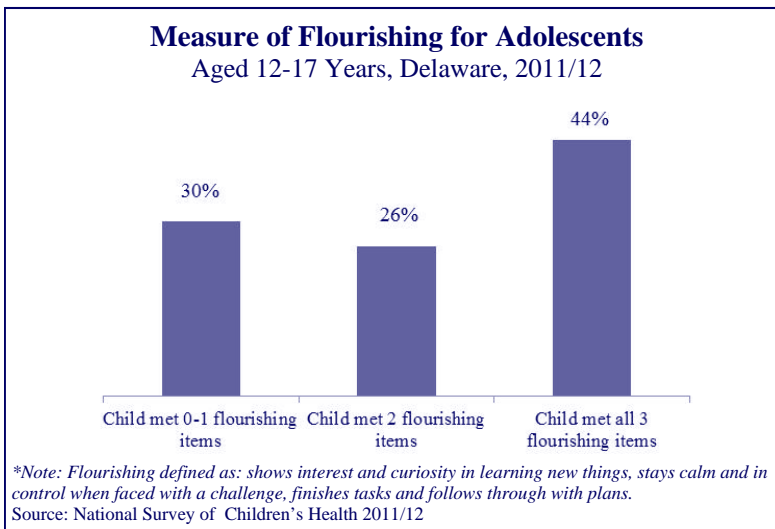 Measure of Flourishing for Adolescents
Aged 12-17 Years, Delaware, 2011/12
44%
30%
26%
Child met 0-1 flourishing items
Child met 2 flourishing items
Child met all 3 flourishing items
*Note: Flourishing defined as: shows interest and curiosity in learning new things, stays calm and in
control when faced with a challenge, finishes tasks and follows through with plans.
Source: National Survey of Children’s Health 2011/12